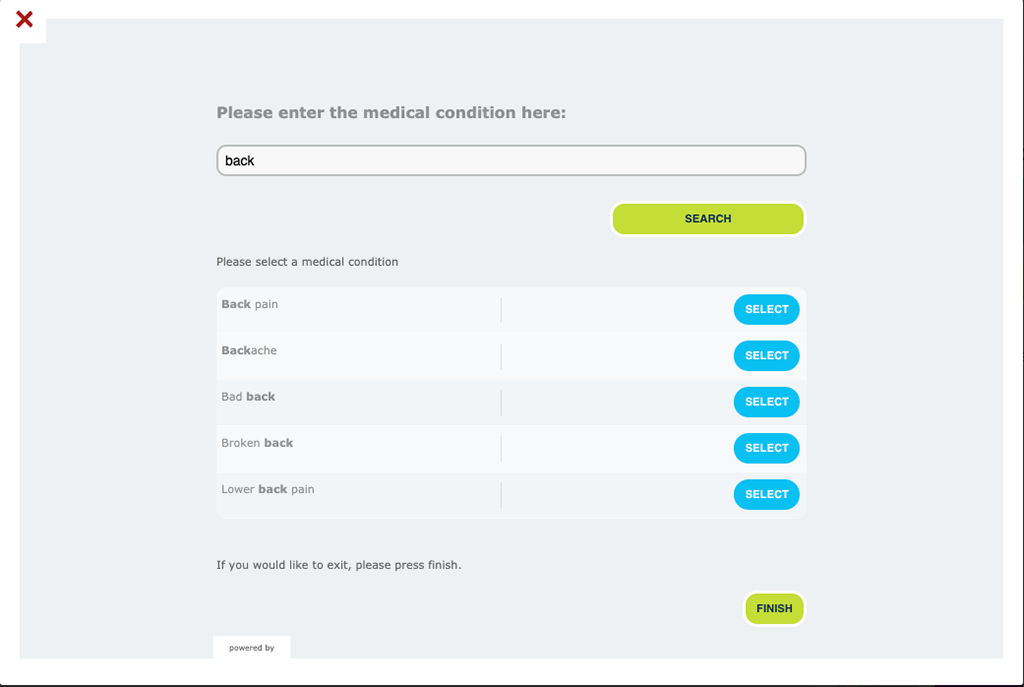 Please enter the medical condition here:
back
SEARCH
Please select a medical condition
Back pain
SELECT
Backache
SELECT
Bad back
SELECT
Broken back
SELECT
Lower back pain
SELECT
If you would like to exit, please press finish.
FINISH
powered by